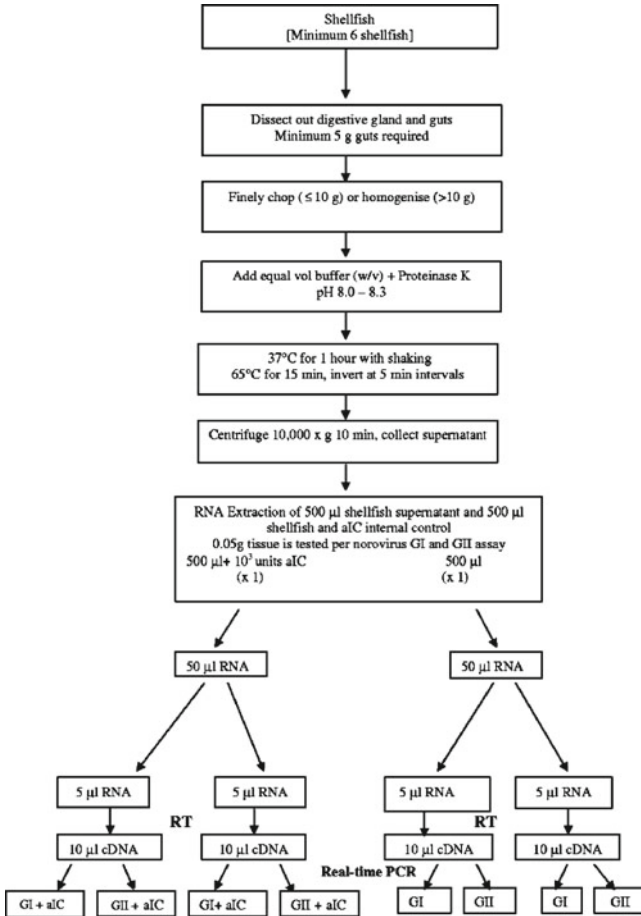 Shellfish
[Minimum 6 shellfish]
Dissect out digestive gland and guts
Minimum 5 g guts required
Finely chop (≤ 10 g) or homogenise (>10 g)
Add equal vol buffer (w/v) + Proteinase K
pH 8.0 – 8.3
37°C for 1 hour with shaking
65°C for 15 min, invert at 5 min intervals
Centrifuge 10,000 x g 10 min, collect supernatant
RNA Extraction of 500 µl shellfish supernatant and 500 µl
shellfish and aIC internal control
0.05g tissue is tested per norovirus GI and GII assay
500 µl+ 10³ units aIC 500 µl
(x 1) (x 1)
50 µl RNA 50 µl RNA
5 µl RNA 5 µl RNA 5 µl RNA 5 µl RNA
RT RT
10 µl cDNA 10 µl cDNA 10 µl cDNA 10 µl cDNA
Real-time PCR
GI + aIC GII + aIC GI+ aIC GII + aIC GI GII GI GII